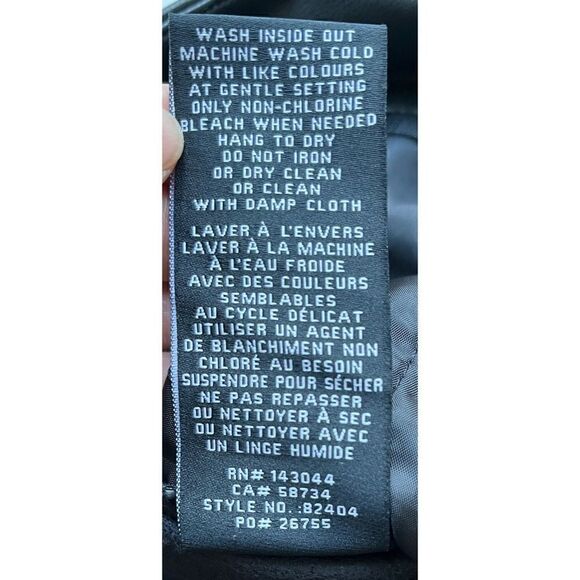 WASH INSIDE OUT
MACHINE WASH COLD
WITH LIKE COLOURS
AT GENTLE SETTING
ONLY NON-CHLORINE
BLEACH WHEN NEEDED
HANG TO DRY
DO NOT IRON
OR DRY CLEAN
OR CLEAN
WITH DAMP CLOTH
LAVER À L'ENVERS
LAVER À LA MACHINE
À L'EAU FROIDE
AVEC DES COULEURS
SEMBLABLES
AU CYCLE DÉLICAT
UTILISER UN AGENT
DE BLANCHIMENT NON
CHLORÉ AU BESOIN
SUSPENDRE POUR SÉCHER
NE PAS REPASSER
OU NETTOYER À SEC
OU NETTOYER AVEC
UN LINGE HUMIDE
RN# 143044
CA# 58734
STYLE NO. :82404
PO# 26755